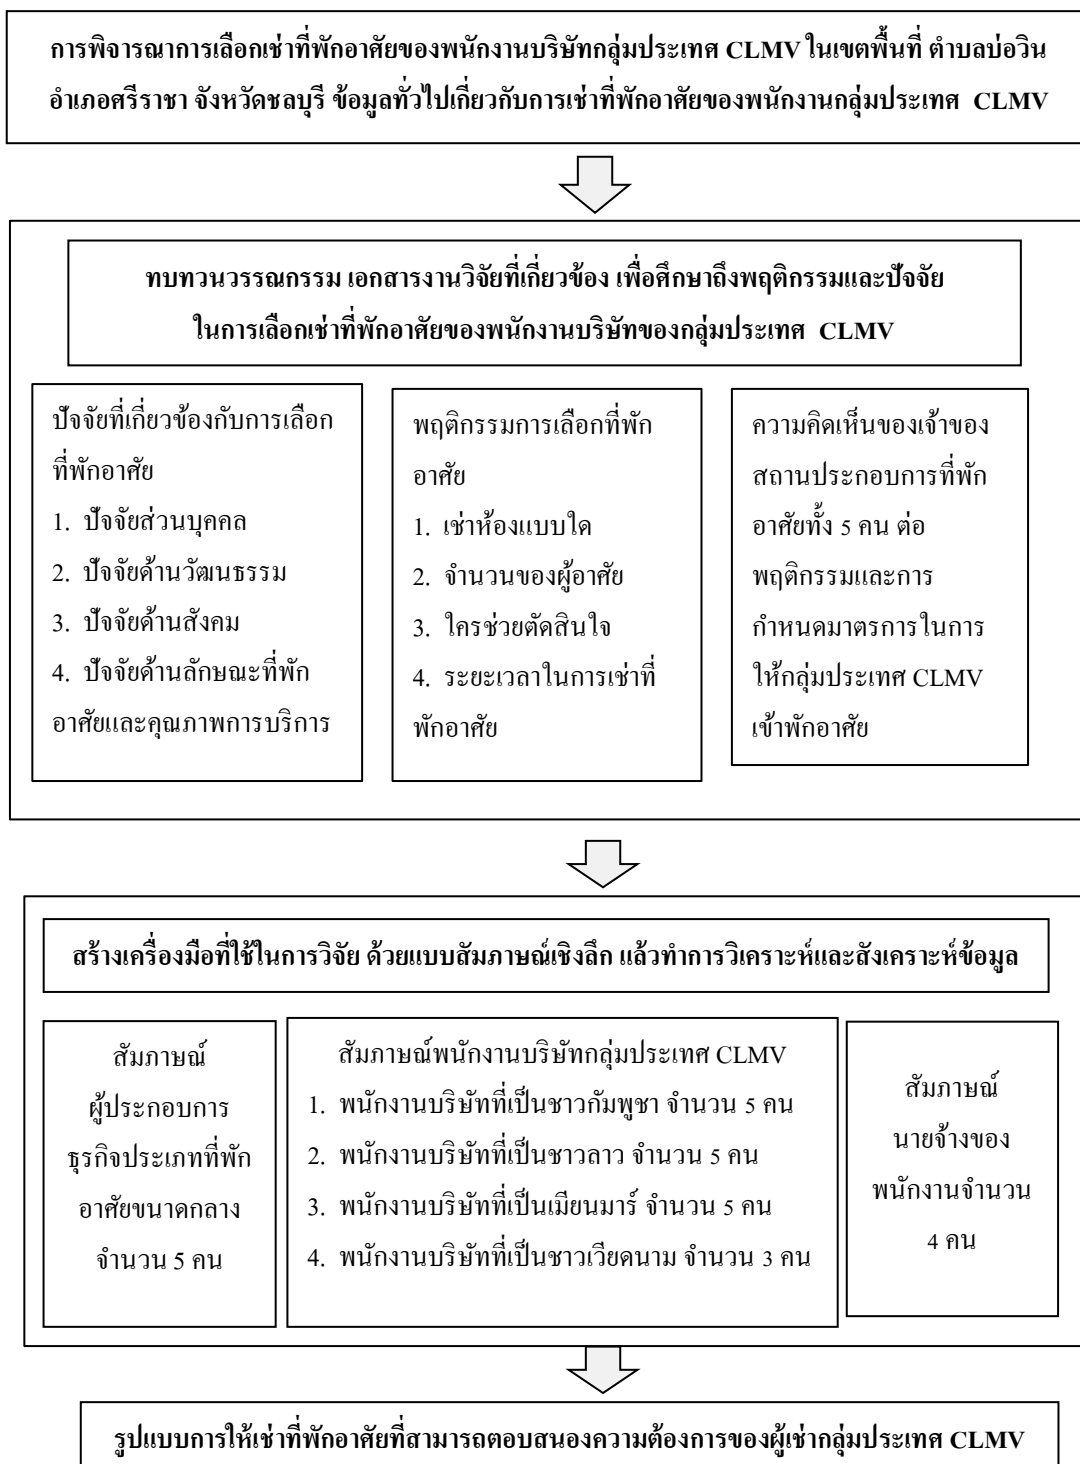 การพิจารณาการเลือกเช่าที่พักอาศัยของพนักงานบริษัทกลุ่มประเทศ CLMV ในเขตพื้นที่ ตำบลบ่อวิน
อำเภอศรีราชา จังหวัดชลบุรี ข้อมูลทั่วไปเกี่ยวกับการเช่าที่พักอาศัยของพนักงานกลุ่มประเทศ CLMV
ทบทวนวรรณกรรม เอกสารงานวิจัยที่เกี่ยวข้อง เพื่อศึกษาถึงพฤติกรรมและปัจจัย
ในการเลือกเช่าที่พักอาศัยของพนักงานบริษัทของกลุ่มประเทศ CLMV
ปัจจัยที่เกี่ยวข้องกับการเลือก
ที่พักอาศัย
1. ปัจจัยส่วนบุคคล
2. ปัจจัยด้านวัฒนธรรม
3. ปัจจัยด้านสังคม
4. ปัจจัยด้านลักษณะที่พัก
อาศัยและคุณภาพการบริการ
พฤติกรรมการเลือกที่พัก
อาศัย
1. เช่าห้องแบบใด
2. จำนวนของผู้อาศัย
3. ใครช่วยตัดสินใจ
4. ระยะเวลาในการเช่าที่
พักอาศัย
ความคิดเห็นของเจ้าของ
สถานประกอบการที่พัก
อาศัยทั้ง 5 คน ต่อ
พฤติกรรมและการ
กำหนดมาตรการในการ
ให้กลุ่มประเทศ CLMV
เข้าพักอาศัย
สร้างเครื่องมือที่ใช้ในการวิจัย ด้วยแบบสัมภาษณ์เชิงลึก แล้วทำการวิเคราะห์และสังเคราะห์ข้อมูล
สัมภาษณ์
ผู้ประกอบการ
ธุรกิจประเภทที่พัก
อาศัยขนาดกลาง
จำนวน 5 คน
สัมภาษณ์พนักงานบริษัทกลุ่มประเทศ CLMV
1. พนักงานบริษัทที่เป็นชาวกัมพูชา จำนวน 5 คน
2. พนักงานบริษัทที่เป็นชาวลาว จำนวน 5 คน
3. พนักงานบริษัทที่เป็นเมียนมาร์ จำนวน 5 คน
4. พนักงานบริษัทที่เป็นชาวเวียดนาม จำนวน 3 คน
สัมภาษณ์
นายจ้างของ
พนักงานจำนวน
4 คน
รูปแบบการให้เช่าที่พักอาศัยที่สามารถตอบสนองความต้องการของผู้เช่ากลุ่มประเทศ CLMV